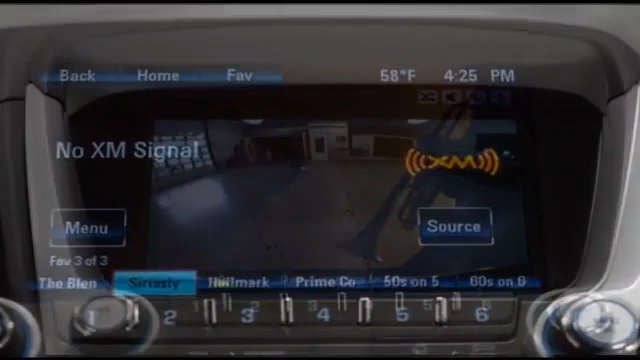 Back Home Fav 58°F 4:25 PM
No XM Signal
XM
Menu Source
Fav 3 of 3
The Blen Siriusly Hallmark Prime Co 50s on 5 60s on 6
1 2 3 4 5 6